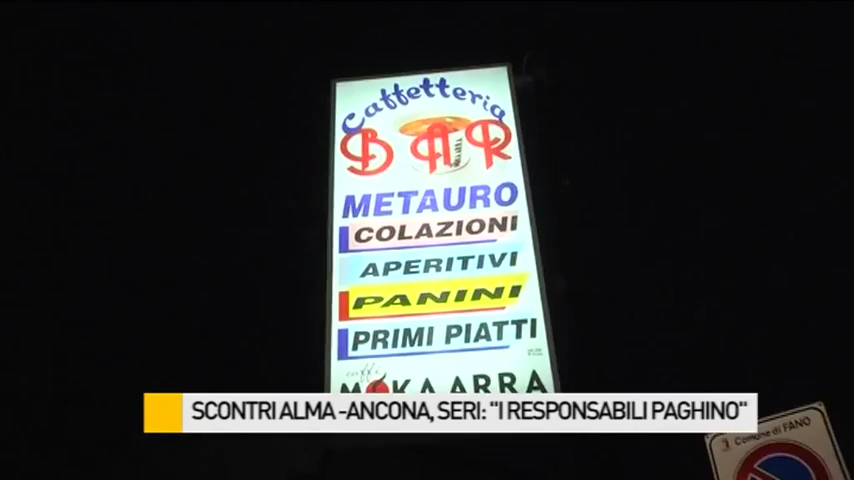 Caffetteria
BAR
METAURO
COLAZIONI
APERITIVI
PANINI
PRIMI PIATTI
caffè
MOKA ARRA
SCONTRI ALMA-ANCONA, SERI: "I RESPONSABILI PAGHINO"
Comune di FANO